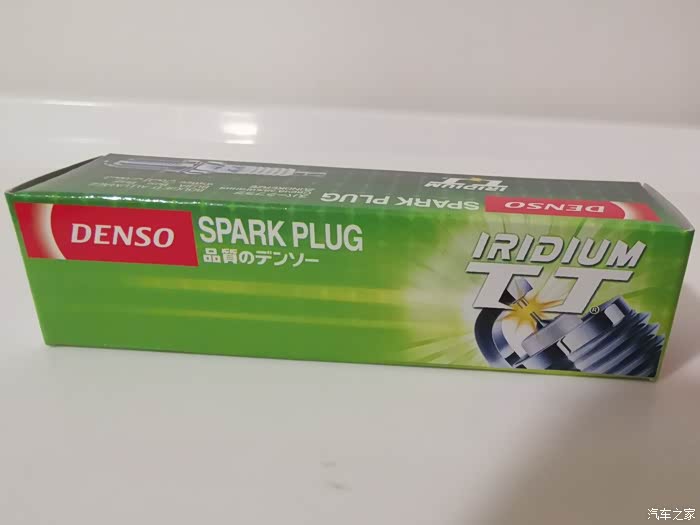 DENSO
SPARK PLUG
品質のデンソー
IRIDIUM
TT®
DENSO
SPARK PLUG
IRIDIUM
TT
汽车之家